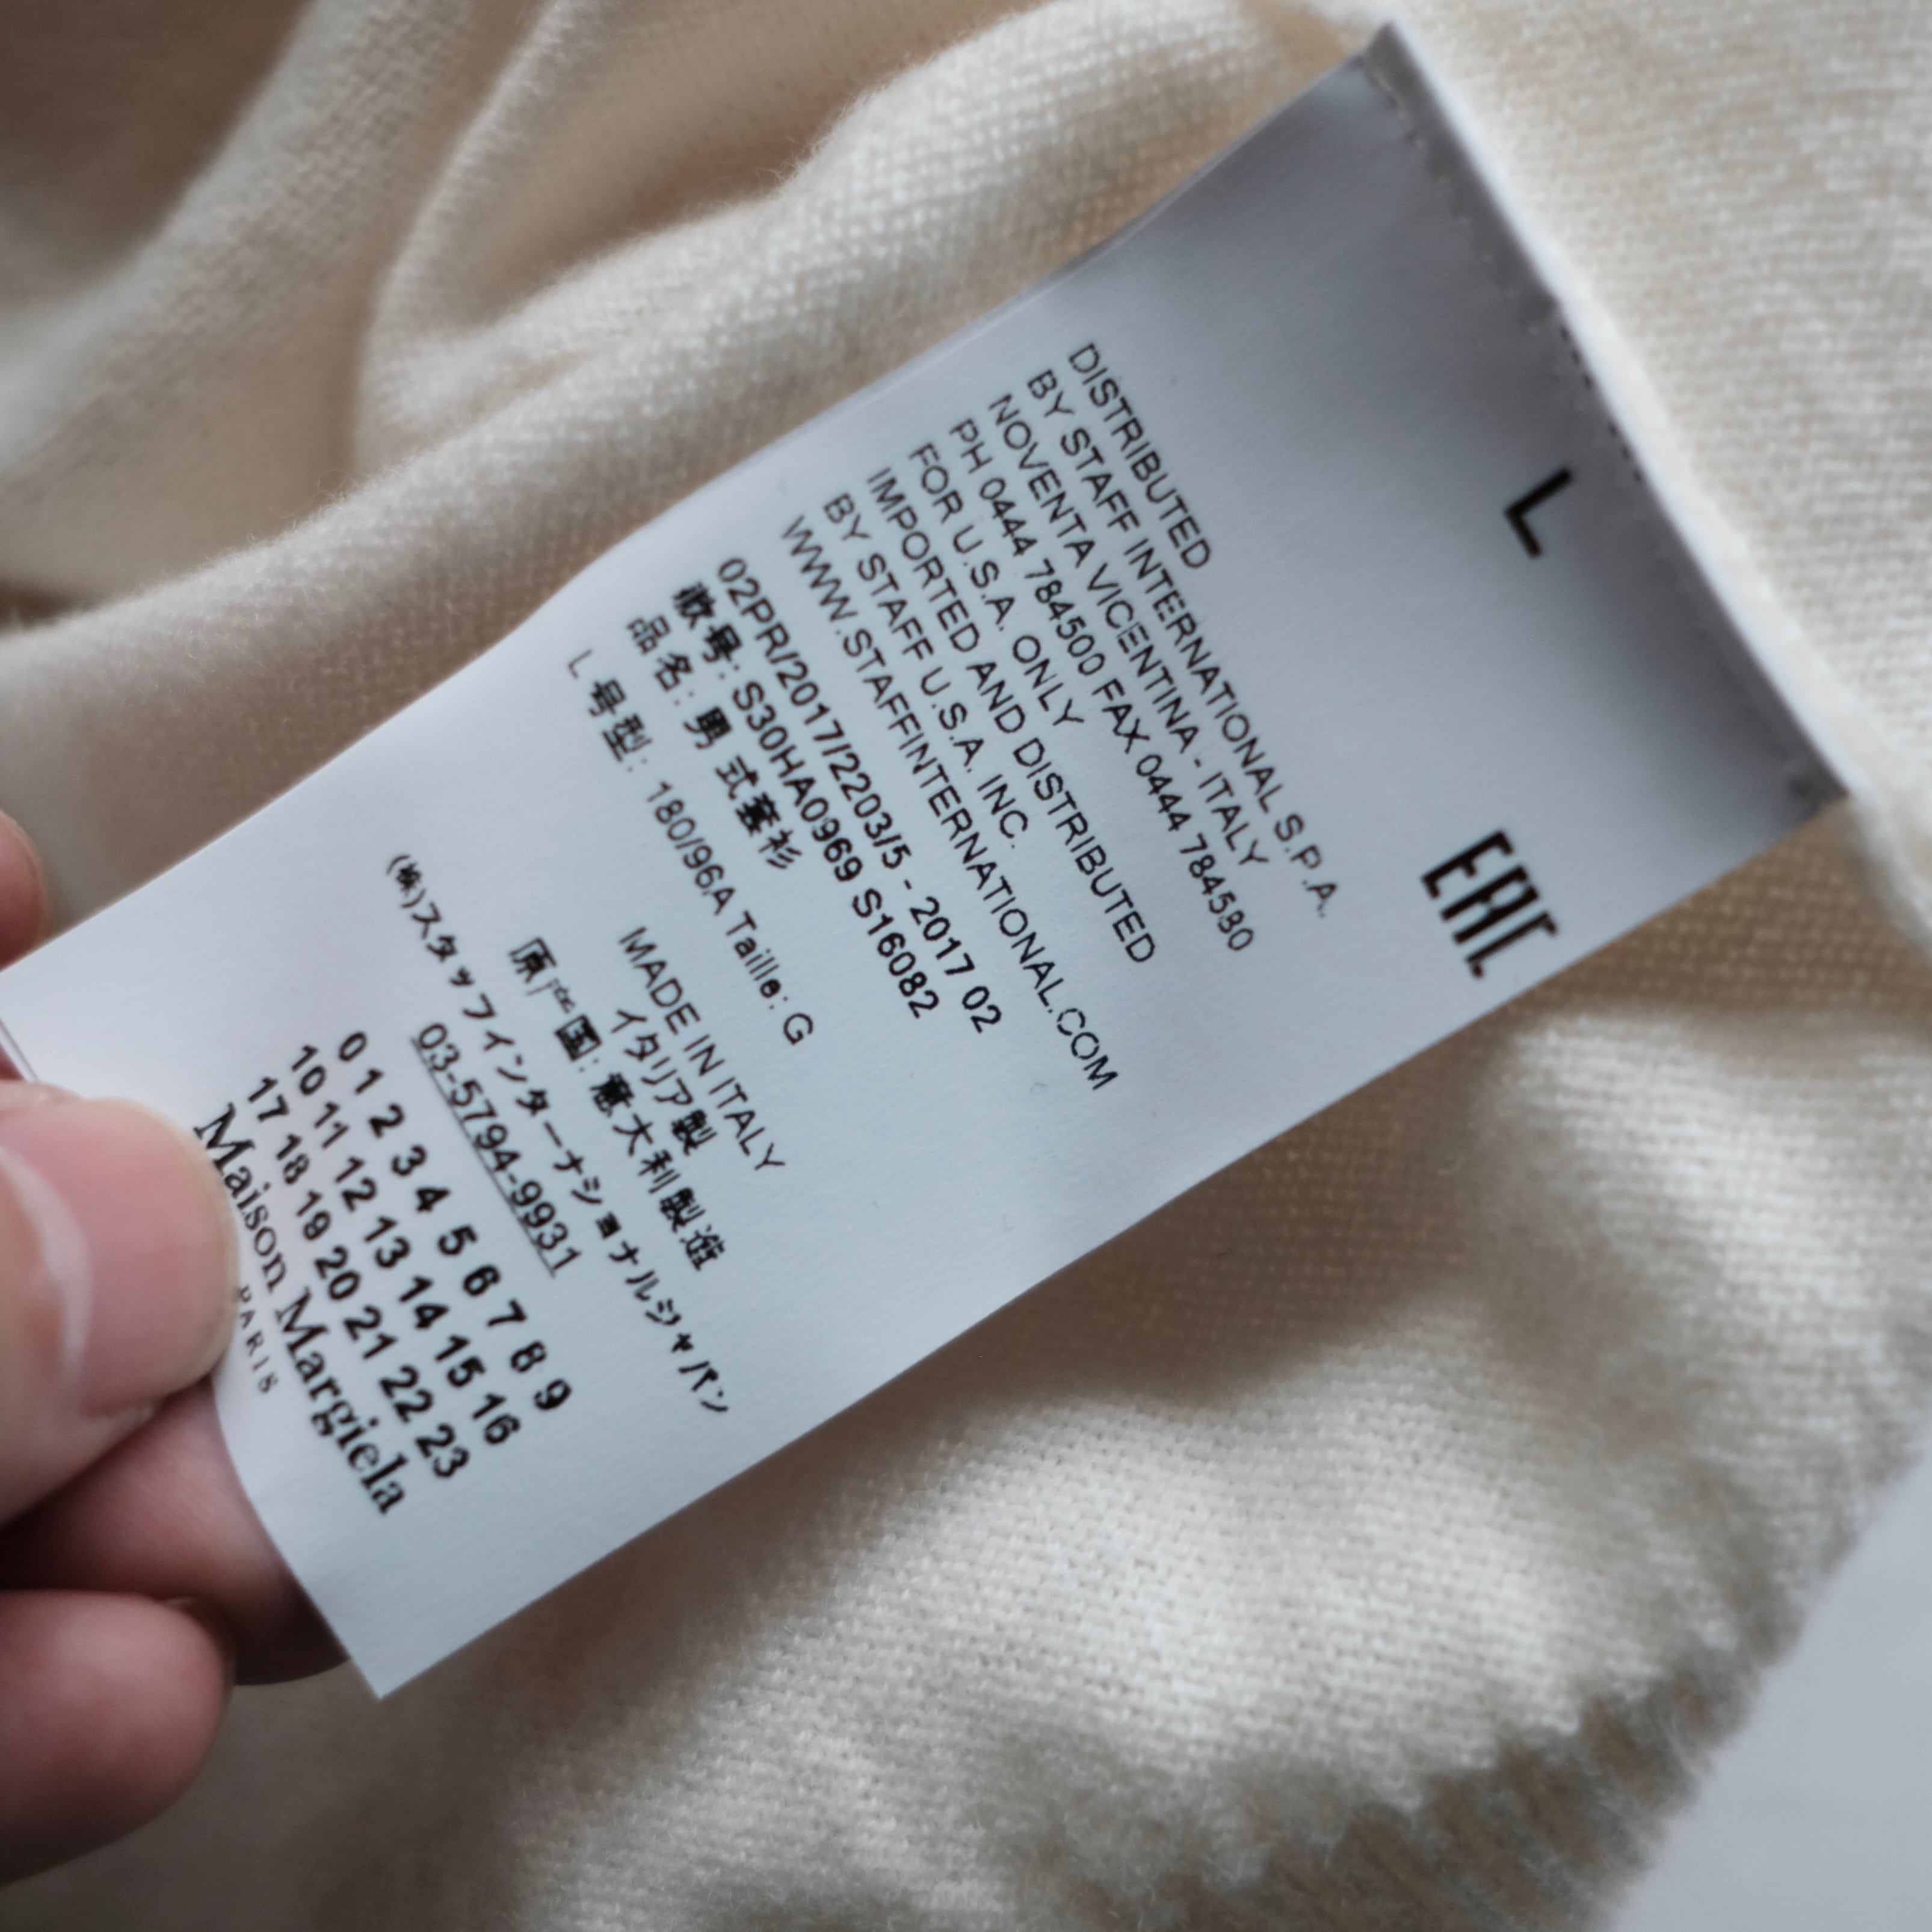 L
EAC
DISTRIBUTED
BY STAFF INTERNATIONAL S.P.A.
NOVENTA VICENTINA - ITALY
PH 0444 784500 FAX 0444 784580
FOR U.S.A. ONLY
IMPORTED AND DISTRIBUTED
BY STAFF U.S.A. INC.
WWW.STAFFINTERNATIONAL.COM
02PR/2017/2203/5 - 2017 02
款号: S30HA0969 S16082
品名: 男式套衫
L 号型: 180/96A Taille: G
MADE IN ITALY
イタリア製
原产国: 意大利製造
(株)スタッフインターナショナルジャパン
03-5794-9931
0 1 2 3 4 5 6 7 8 9
10 11 12 13 14 15 16
17 18 19 20 21 22 23
Maison Margiela
PARIS